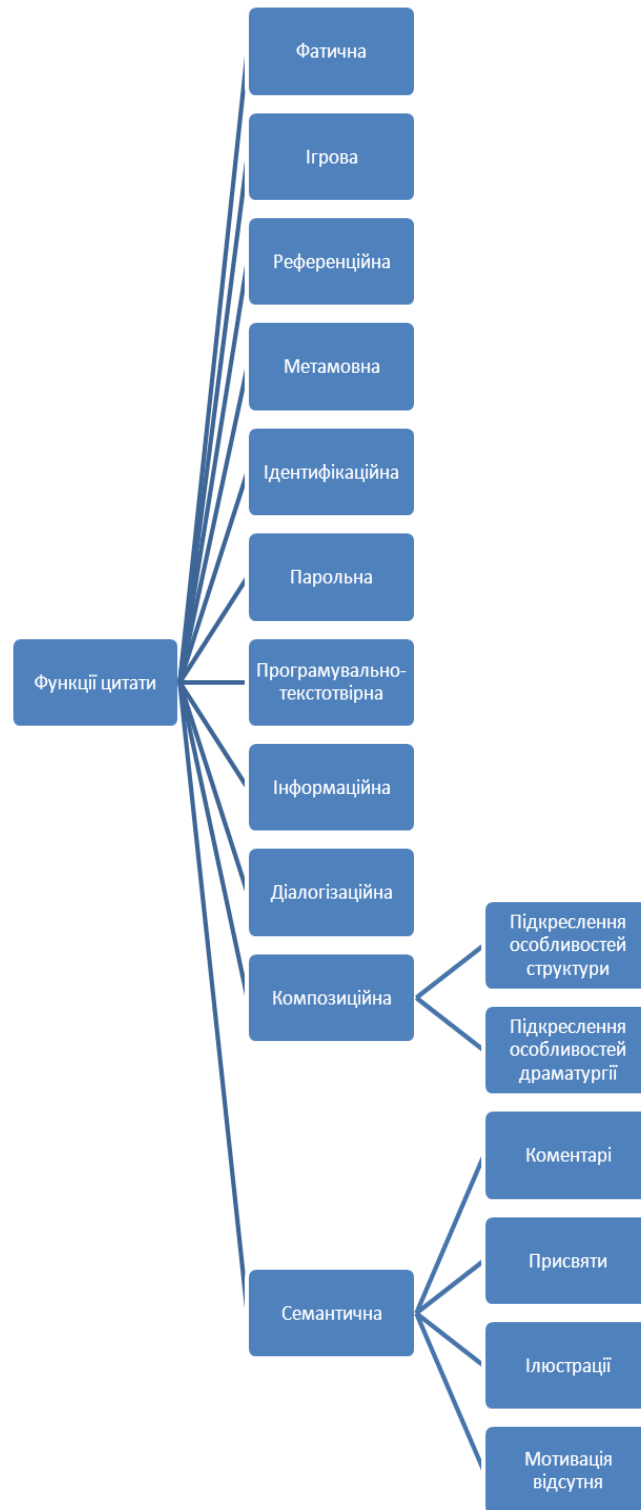 Фатична
Ігрова
Референційна
Метамовна
Ідентифікаційна
Парольна
Функції цитати
Програмувально-
текстотвірна
Інформаційна
Діалогізаційна
Композиційна
Підкреслення
особливостей
структури
Підкреслення
особливостей
драматургії
Семантична
Коментарі
Присвяти
Ілюстрації
Мотивація
відсутня